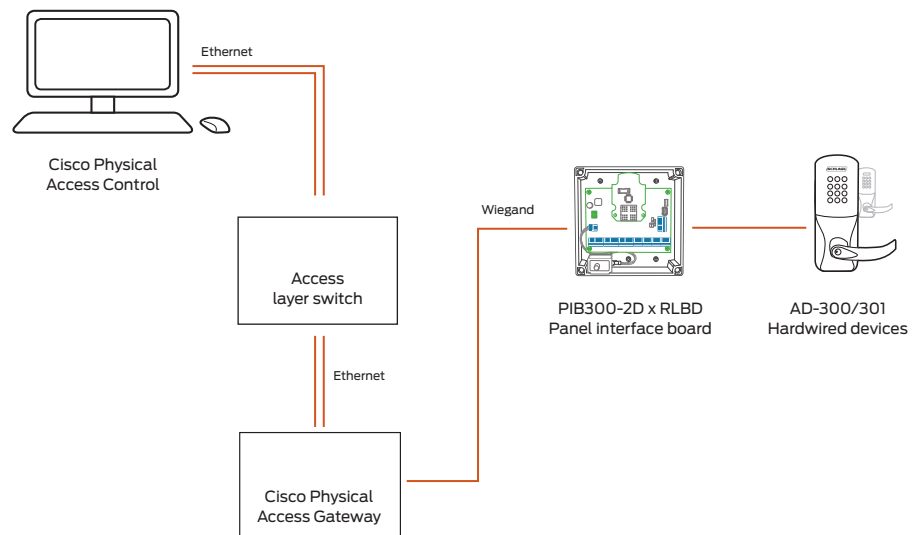 Ethernet
Cisco Physical
Access Control
Wiegand
SCHLAGE
Access
layer switch
PIB300-2D x RLBD
Panel interface board
AD-300/301
Hardwired devices
Ethernet
Cisco Physical
Access Gateway